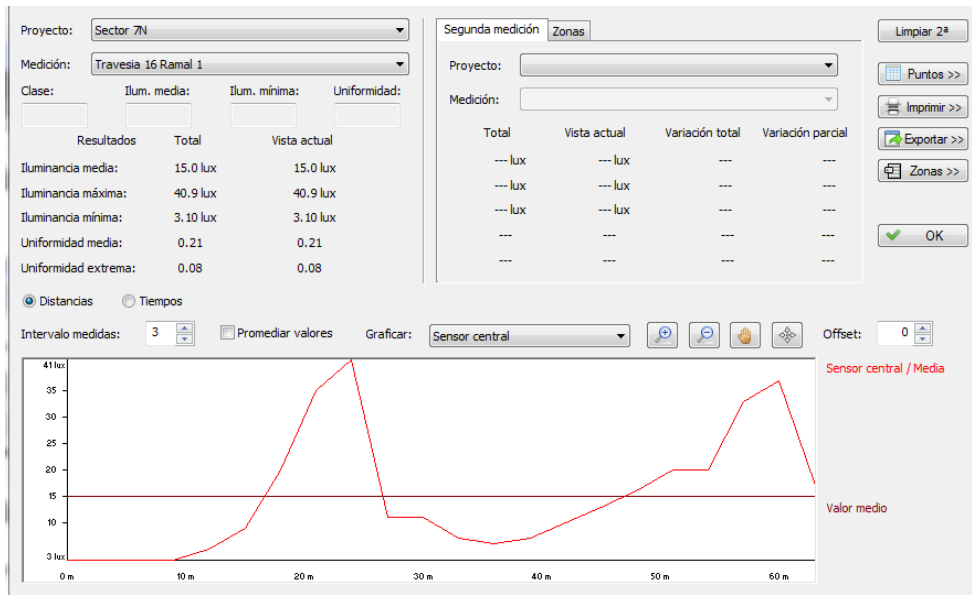 Proyecto: Sector 7N
Medición: Travesia 16 Ramal 1
Clase: Ilum. media: Ilum. mínima: Uniformidad:
Resultados Total Vista actual
Iluminancia media: 15.0 lux 15.0 lux
Iluminancia máxima: 40.9 lux 40.9 lux
Iluminancia mínima: 3.10 lux 3.10 lux
Uniformidad media: 0.21 0.21
Uniformidad extrema: 0.08 0.08
Segunda medición Zonas
Proyecto:
Medición:
Total Vista actual Variación total Variación parcial
--- lux --- lux --- ---
--- lux --- lux --- ---
--- lux --- lux --- ---
--- --- --- ---
--- --- --- ---
Limpiar 2ª
Puntos >>
Imprimir >>
Exportar >>
Zonas >>
OK
Distancias Tiempos
Intervalo medidas: 3 Promediar valores Graficar: Sensor central Offset: 0
41 lux
35
30
25
20
15
10
3 lux
0 m 10 m 20 m 30 m 40 m 50 m 60 m
Sensor central / Media
Valor medio